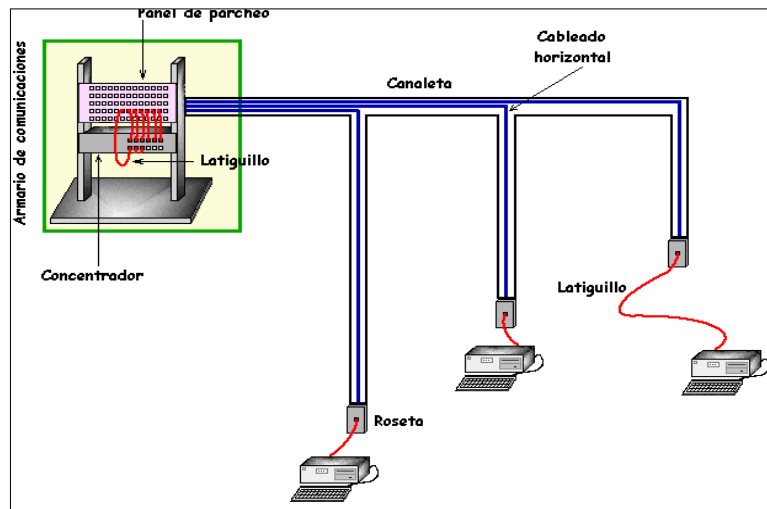 Panel de parcheo
Armario de comunicaciones
Cableado
horizontal
Canaleta
Latiguillo
Concentrador
Latiguillo
Roseta